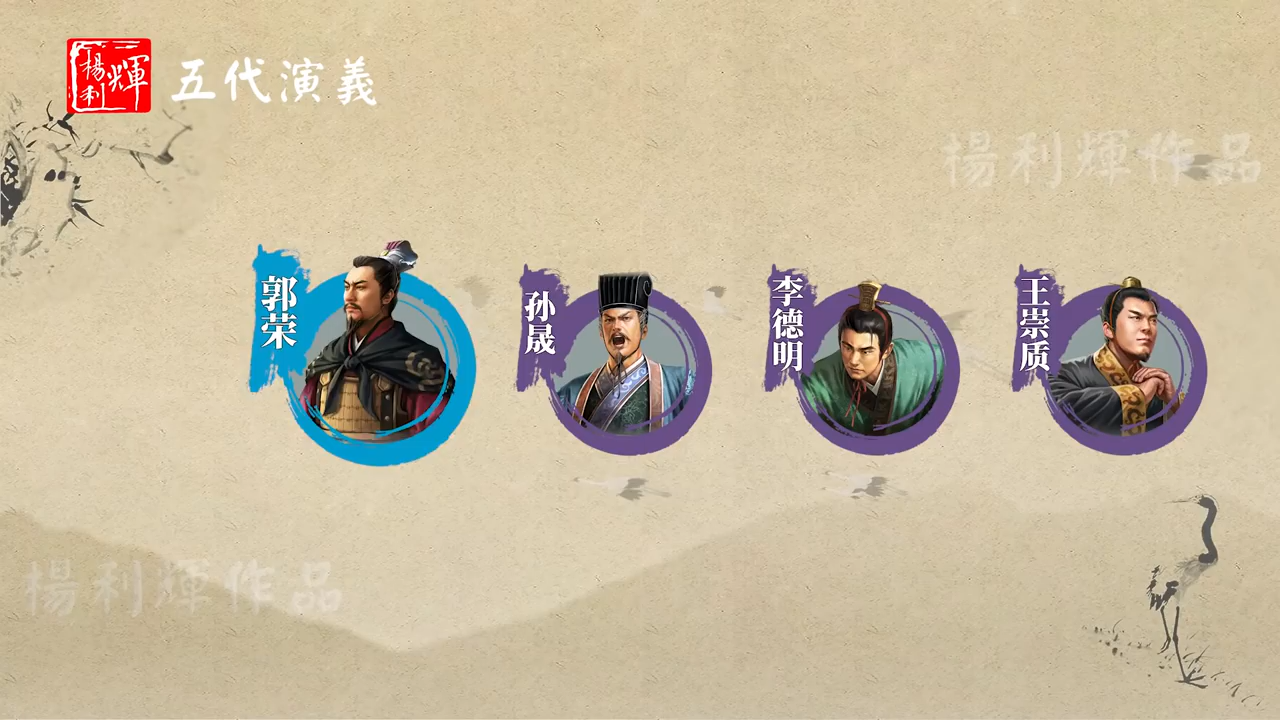 楊利輝
五代演義
楊利輝作品
郭荣
孙晟
李德明
王崇质
楊利輝作品